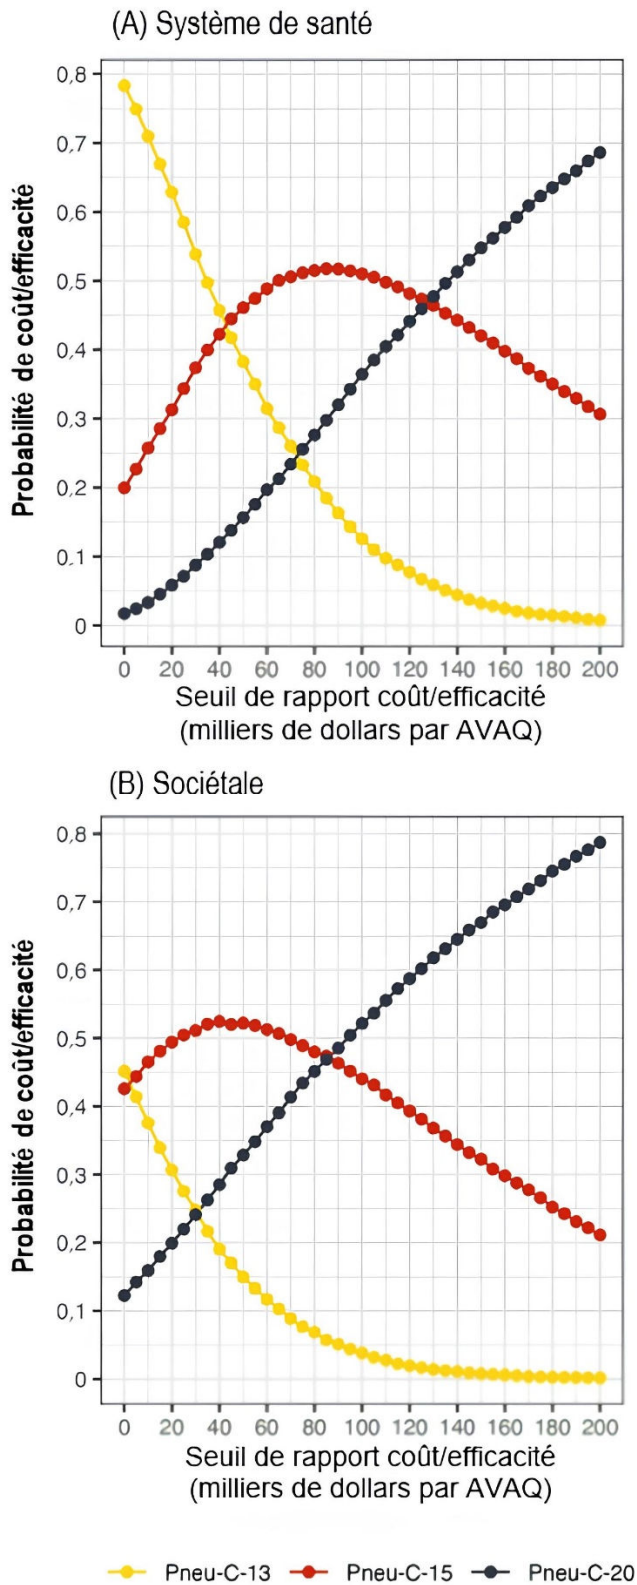 (A) Système de santé
Probabilité de coût/efficacité
0,8
0,7
0,6
0,5
0,4
0,3
0,2
0,1
0
0 20 40 60 80 100 120 140 160 180 200
Seuil de rapport coût/efficacité
(milliers de dollars par AVAQ)
(B) Sociétale
Probabilité de coût/efficacité
0,8
0,7
0,6
0,5
0,4
0,3
0,2
0,1
0
0 20 40 60 80 100 120 140 160 180 200
Seuil de rapport coût/efficacité
(milliers de dollars par AVAQ)
Pneu-C-13 Pneu-C-15 Pneu-C-20